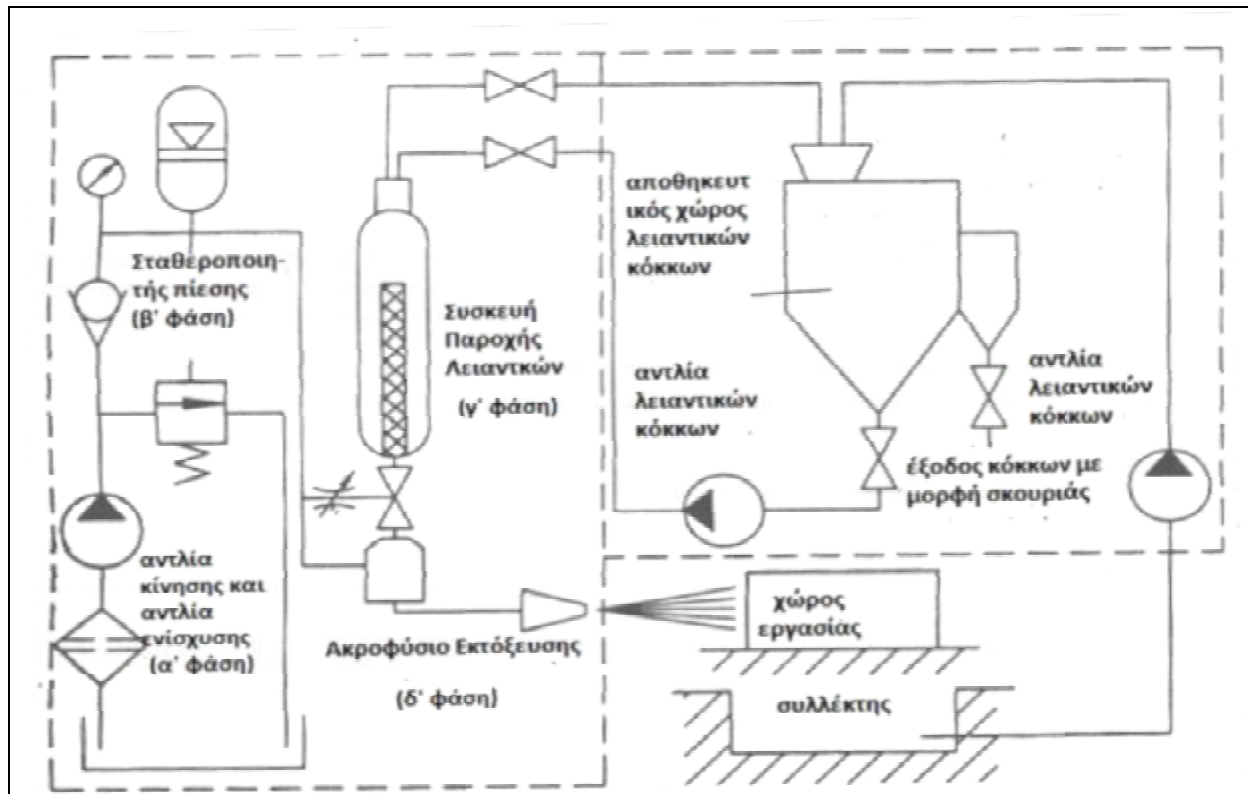 Σταθεροποιη-
τής πίεσης
(β' φάση)
αντλία
κίνησης και
αντλία
ενίσχυσης
(α' φάση)
Συσκευή
Παροχής
Λειαντκών
(γ' φάση)
Ακροφύσιο Εκτόξευσης
(δ' φάση)
αποθηκευτ
ικός χώρος
λειαντικών
κόκκων
αντλία
λειαντικών
κόκκων
αντλία
λειαντικών
κόκκων
έξοδος κόκκων με
μορφή σκουριάς
χώρος
εργασίας
συλλέκτης